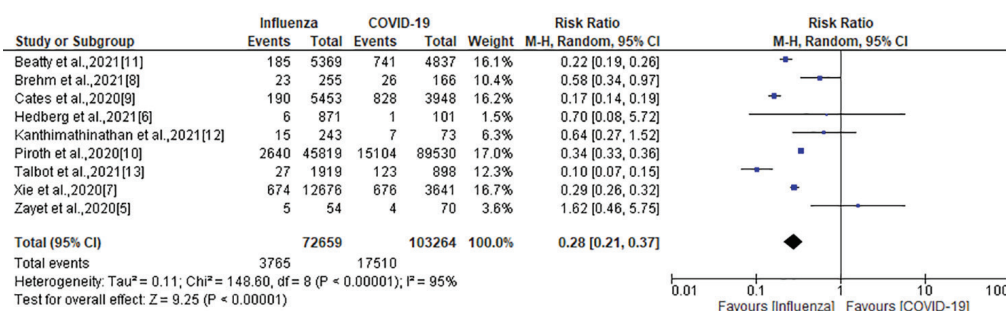 Influenza COVID-19 Risk Ratio Risk Ratio
Study or Subgroup Events Total Events Total Weight M-H, Random, 95% CI M-H, Random, 95% CI
Beatty et al.,2021[11] 185 5369 741 4837 16.1% 0.22 [0.19, 0.26]
Brehm et al.,2021[8] 23 255 26 166 10.4% 0.58 [0.34, 0.97]
Cates et al.,2020[9] 190 5453 828 3948 16.2% 0.17 [0.14, 0.19]
Hedberg et al.,2021[6] 6 871 1 101 1.5% 0.70 [0.08, 5.72]
Kanthimathinathan et al.,2021[12] 15 243 7 73 6.3% 0.64 [0.27, 1.52]
Piroth et al.,2020[10] 2640 45819 15104 89530 17.0% 0.34 [0.33, 0.36]
Talbot et al.,2021[13] 27 1919 123 898 11.2% 0.10 [0.07, 0.15]
Xie et al.,2020[7] 674 12676 676 3641 16.7% 0.29 [0.26, 0.32]
Zayet et al.,2020[5] 5 54 4 70 3.6% 1.62 [0.46, 5.75]
Total (95% CI) 72659 103264 100.0% 0.28 [0.21, 0.37]
Total events 3765 17510
Heterogeneity: Tau² = 0.11; Chi² = 148.60, df = 8 (P < 0.00001); I² = 95%
Test for overall effect: Z = 9.25 (P < 0.00001)
0.01 0.1 1 10 100
Favours [Influenza] Favours [COVID-19]